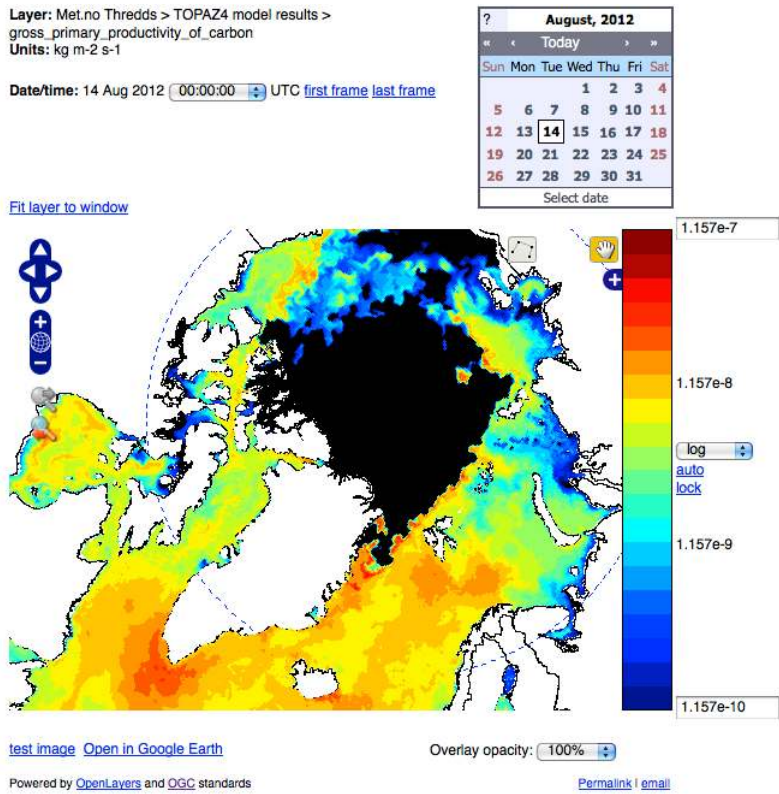 Layer: Met.no Thredds > TOPAZ4 model results >
gross_primary_productivity_of_carbon
Units: kg m-2 s-1
Date/time: 14 Aug 2012 00:00:00 UTC first frame last frame
? August, 2012
« ‹ Today › »
Sun Mon Tue Wed Thu Fri Sat
1 2 3 4
5 6 7 8 9 10 11
12 13 14 15 16 17 18
19 20 21 22 23 24 25
26 27 28 29 30 31
Select date
Fit layer to window
1.157e-7
1.157e-8
log
auto
lock
1.157e-9
1.157e-10
test image Open in Google Earth
Overlay opacity: 100%
Powered by OpenLayers and OGC standards
Permalink | email